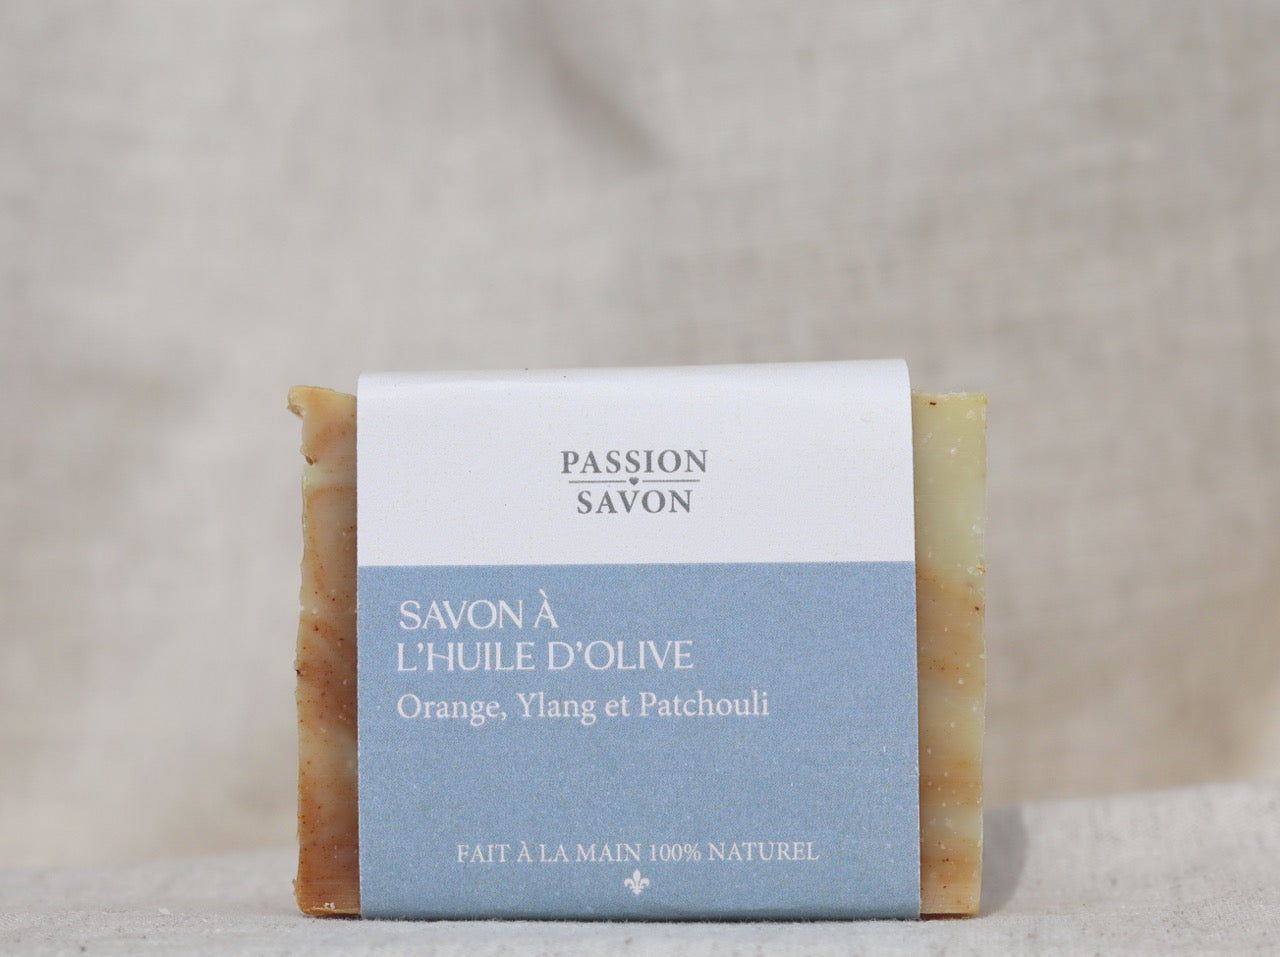 PASSION
SAVON
SAVON À
L'HUILE D'OLIVE
Orange, Ylang et Patchouli
FAIT À LA MAIN 100% NATUREL